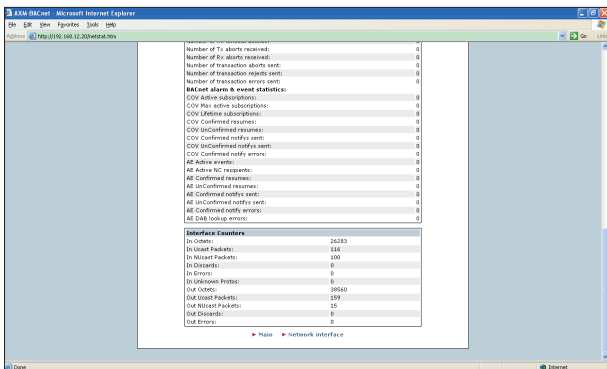 AXM-BACnet - Microsoft Internet Explorer
File Edit View Favorites Tools Help
Address http://192.168.12.20/netstat.htm Go Links
Number of Tx aborts received: 0
Number of Rx aborts received: 0
Number of transaction aborts sent: 0
Number of transaction rejects sent: 0
Number of transaction errors sent: 0
BACnet alarm & event statistics:
COV Active subscriptions: 0
COV Max active subscriptions: 0
COV Lifetime subscriptions: 0
COV Confirmed resumes: 0
COV UnConfirmed resumes: 0
COV Confirmed notifys sent: 0
COV UnConfirmed notifys sent: 0
COV Confirmed notify errors: 0
AE Active events: 0
AE Active NC recipients: 0
AE Confirmed resumes: 0
AE UnConfirmed resumes: 0
AE Confirmed notifys sent: 0
AE UnConfirmed notifys sent: 0
AE Confirmed notify errors: 0
AE DAB lookup errors: 0
Interface Counters
In Octets: 26283
In Ucast Packets: 116
In NUcast Packets: 100
In Discards: 0
In Errors: 0
In Unknown Protos: 0
Out Octets: 38560
Out Ucast Packets: 159
Out NUcast Packets: 15
Out Discards: 0
Out Errors: 0
Main Network interface
Done Internet